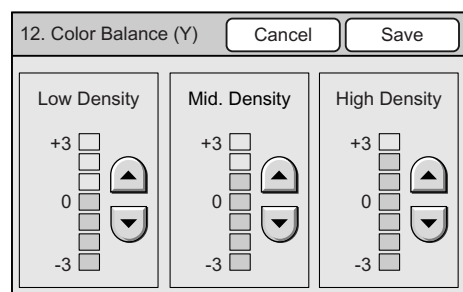 12. Color Balance (Y) Cancel Save
Low Density Mid. Density High Density
+3 +3 +3
0 0 0
-3 -3 -3